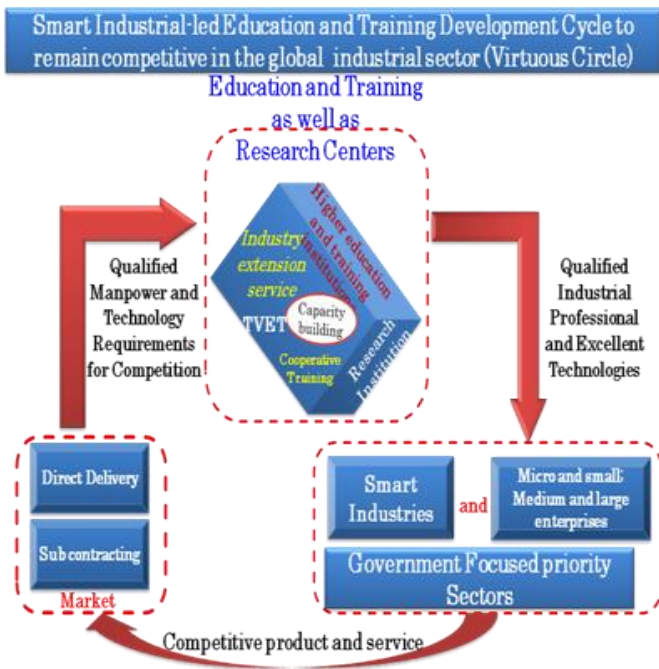 Smart Industrial-led Education and Training Development Cycle to
remain competitive in the global industrial sector (Virtuous Circle)
Education and Training
as well as
Research Centers
Higher education
and training
institution
Industry
extension
service
TVET
Capacity
building
Cooperative
Training
Research
Institution
Qualified
Manpower and
Technology
Requirements
for Competition
Qualified
Industrial
Professional
and Excellent
Technologies
Direct Delivery
Sub contracting
Market
Smart
Industries
and
Micro and small;
Medium and large
enterprises
Government Focused priority
Sectors
Competitive product and service